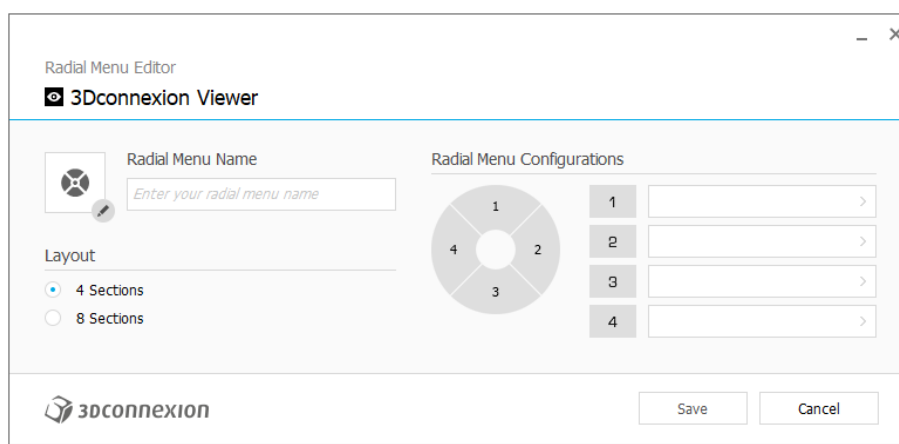 Radial Menu Editor
3Dconnexion Viewer
Radial Menu Name
Enter your radial menu name
Layout
4 Sections
8 Sections
Radial Menu Configurations
1
2
3
4
1
2
3
4
3Dconnexion
Save
Cancel